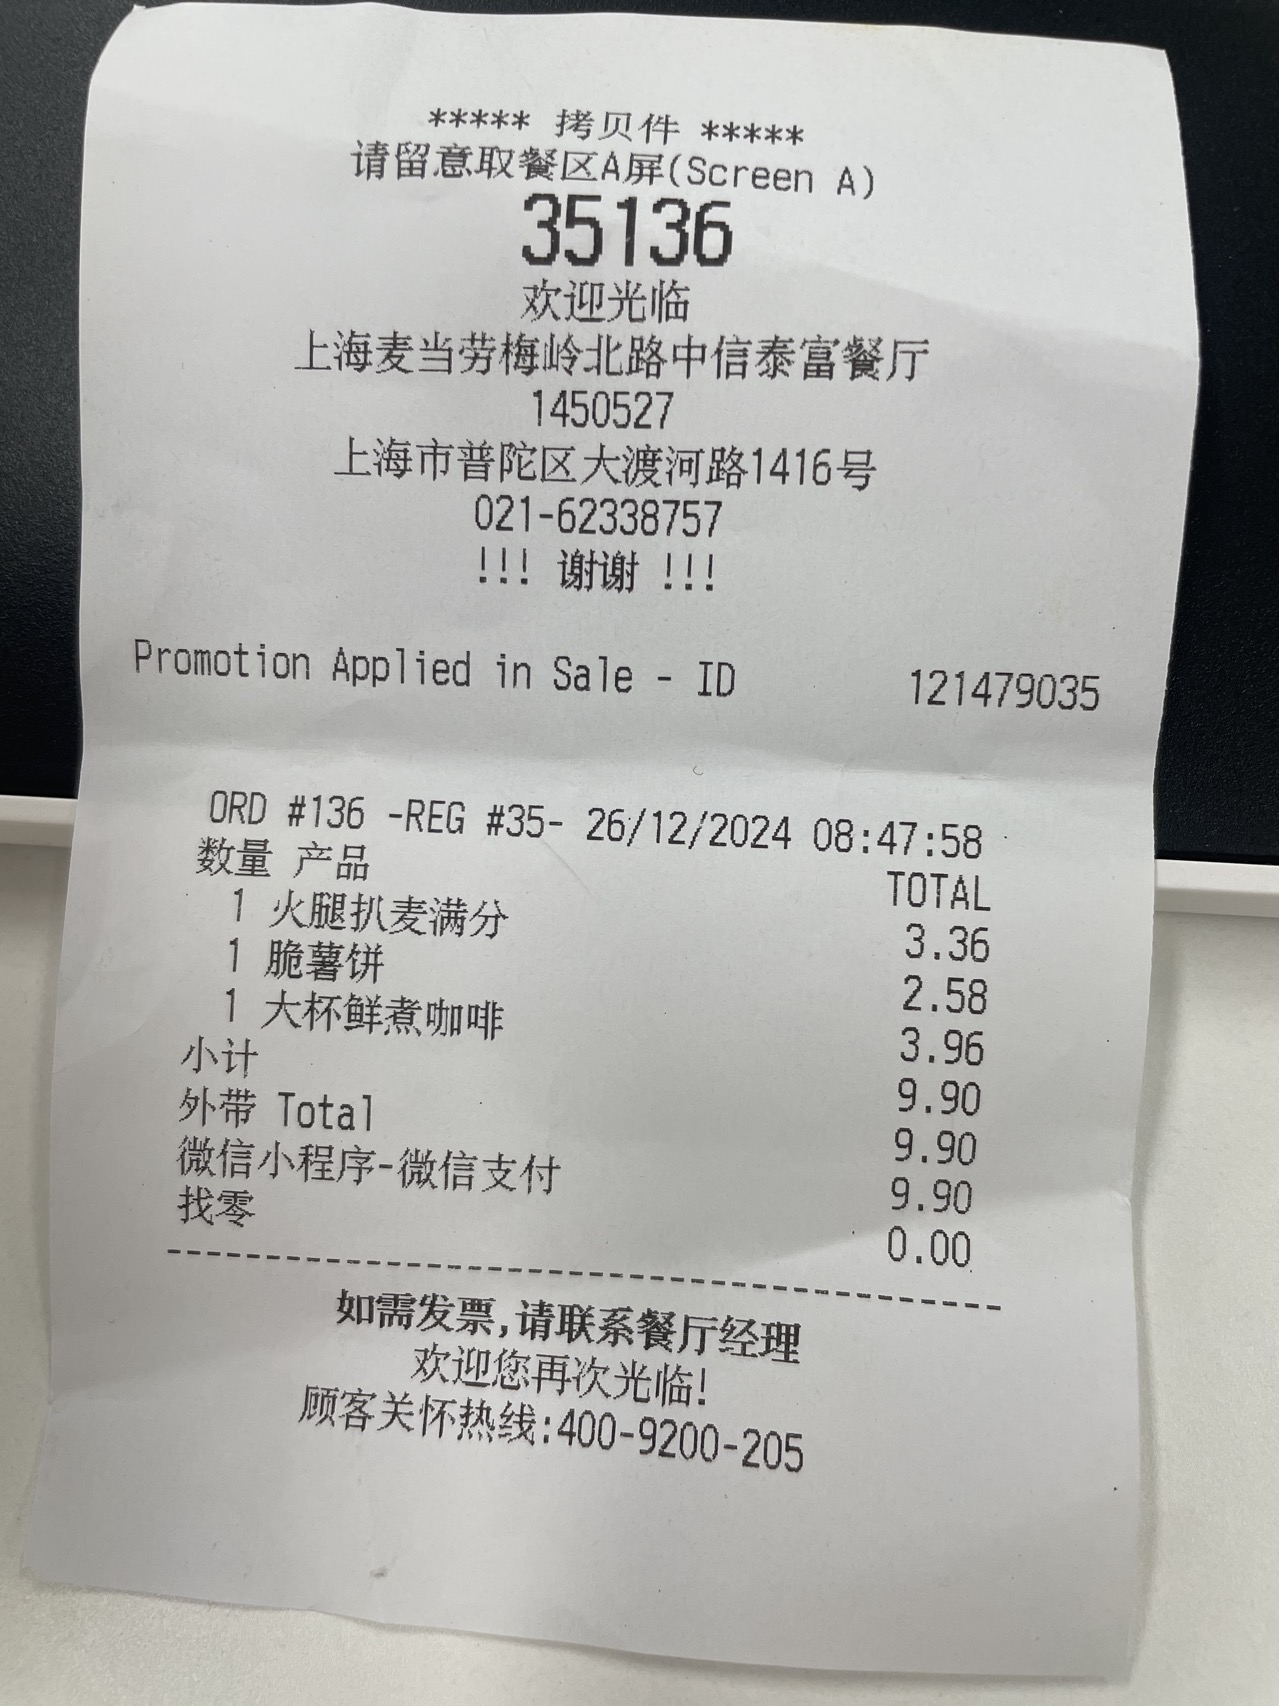 ***** 拷贝件 *****
请留意取餐区A屏(Screen A)
35136
欢迎光临
上海麦当劳梅岭北路中信泰富餐厅
1450527
上海市普陀区大渡河路1416号
021-62338757
!!! 谢谢 !!!
Promotion Applied in Sale - ID 121479035
ORD #136 -REG #35- 26/12/2024 08:47:58
数量 产品 TOTAL
1 火腿扒麦满分 3.36
1 脆薯饼 2.58
1 大杯鲜煮咖啡 3.96
小计 9.90
外带 Total 9.90
微信小程序-微信支付 9.90
找零 0.00
--------------------------------------
如需发票,请联系餐厅经理
欢迎您再次光临!
顾客关怀热线:400-9200-205